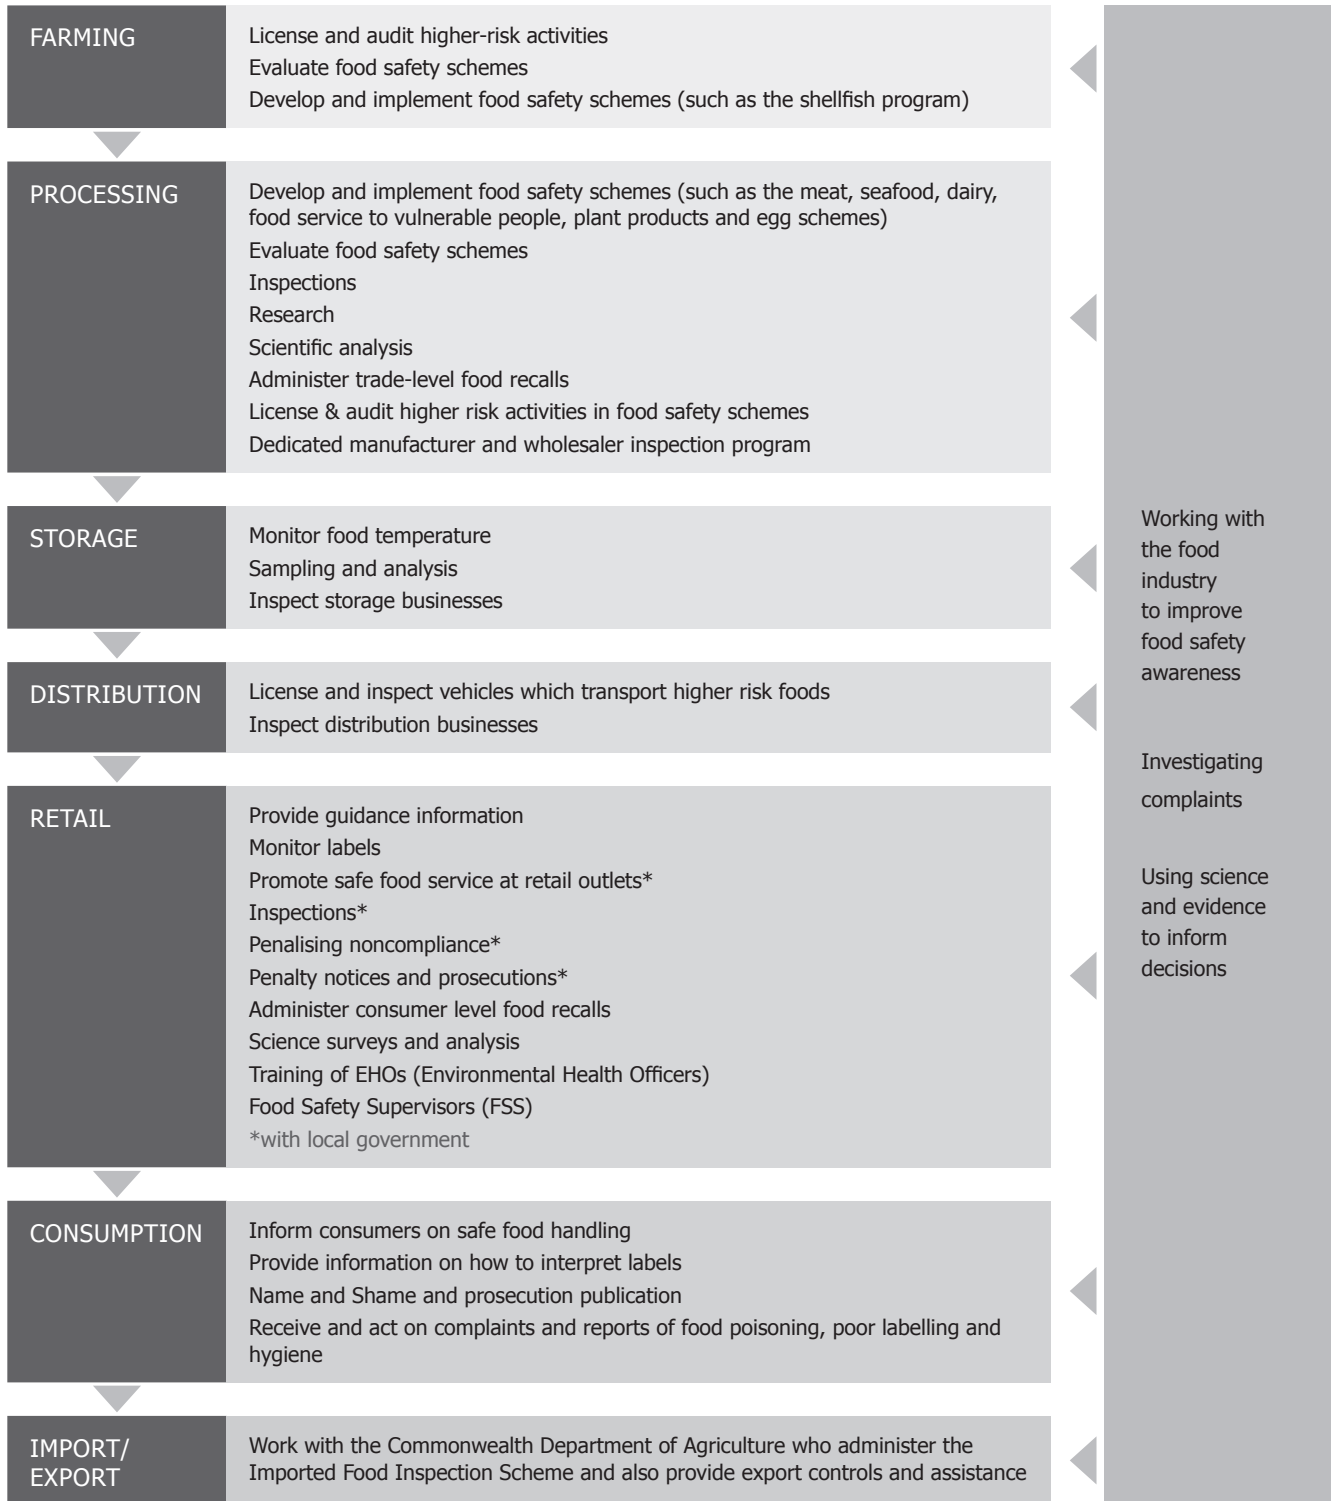 FARMING
License and audit higher-risk activities
Evaluate food safety schemes
Develop and implement food safety schemes (such as the shellfish program)
PROCESSING
Develop and implement food safety schemes (such as the meat, seafood, dairy,
food service to vulnerable people, plant products and egg schemes)
Evaluate food safety schemes
Inspections
Research
Scientific analysis
Administer trade-level food recalls
License & audit higher risk activities in food safety schemes
Dedicated manufacturer and wholesaler inspection program
STORAGE
Monitor food temperature
Sampling and analysis
Inspect storage businesses
DISTRIBUTION
License and inspect vehicles which transport higher risk foods
Inspect distribution businesses
RETAIL
Provide guidance information
Monitor labels
Promote safe food service at retail outlets*
Inspections*
Penalising noncompliance*
Penalty notices and prosecutions*
Administer consumer level food recalls
Science surveys and analysis
Training of EHOs (Environmental Health Officers)
Food Safety Supervisors (FSS)
*with local government
CONSUMPTION
Inform consumers on safe food handling
Provide information on how to interpret labels
Name and Shame and prosecution publication
Receive and act on complaints and reports of food poisoning, poor labelling and
hygiene
IMPORT/
EXPORT
Work with the Commonwealth Department of Agriculture who administer the
Imported Food Inspection Scheme and also provide export controls and assistance
Working with
the food
industry
to improve
food safety
awareness
Investigating
complaints
Using science
and evidence
to inform
decisions